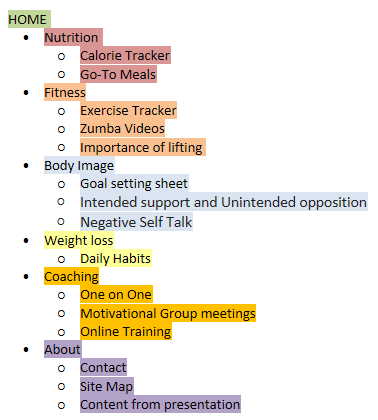 HOME
• Nutrition
o Calorie Tracker
o Go-To Meals
• Fitness
o Exercise Tracker
o Zumba Videos
o Importance of lifting
• Body Image
o Goal setting sheet
o Intended support and Unintended opposition
o Negative Self Talk
• Weight loss
o Daily Habits
• Coaching
o One on One
o Motivational Group meetings
o Online Training
• About
o Contact
o Site Map
o Content from presentation